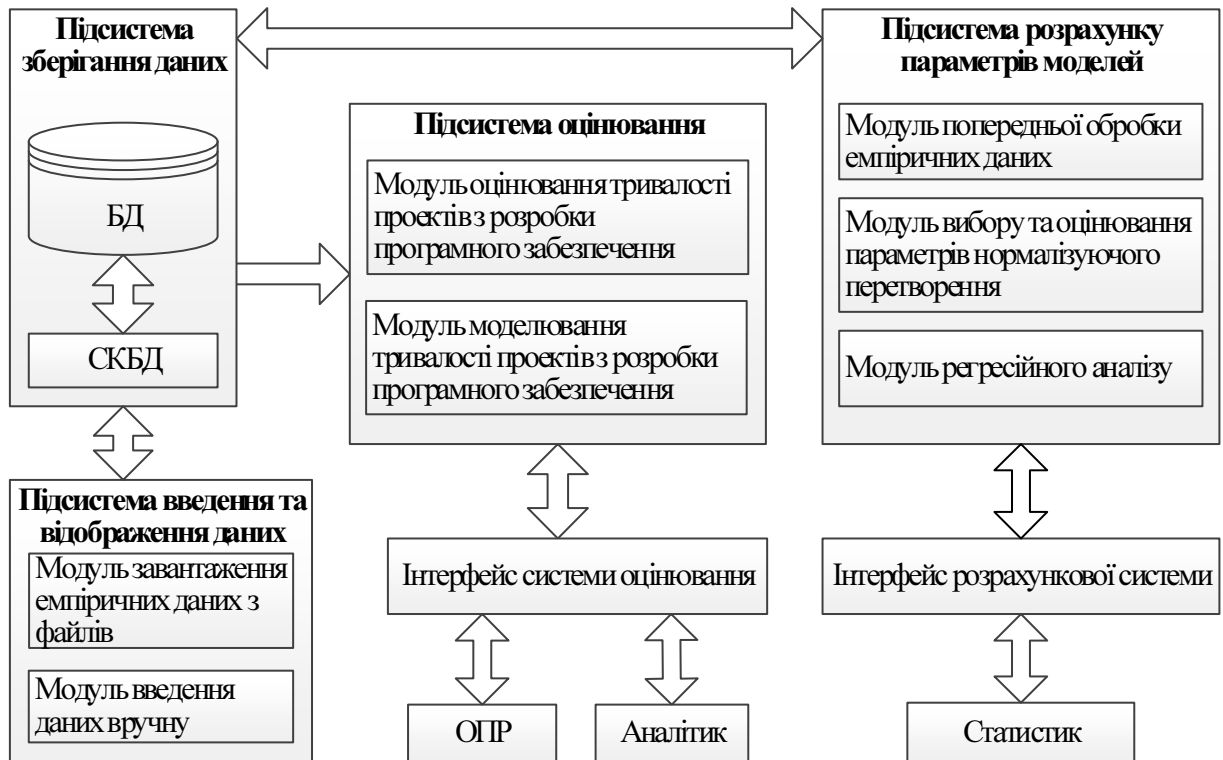 Підсистема
зберігання даних
БД
СКБД
Підсистема оцінювання
Модуль оцінювання тривалості
проектів з розробки
програмного забезпечення
Модуль моделювання
тривалості проектів з розробки
програмного забезпечення
Підсистема розрахунку
параметрів моделей
Модуль попередньої обробки
емпіричних даних
Модуль вибору та оцінювання
параметрів нормалізуючого
перетворення
Модуль регресійного аналізу
Підсистема введення та
відображення даних
Модуль завантаження
емпіричних даних з
файлів
Модуль введення
даних вручну
Інтерфейс системи оцінювання
Інтерфейс розрахункової системи
ОПР
Аналітик
Статистик